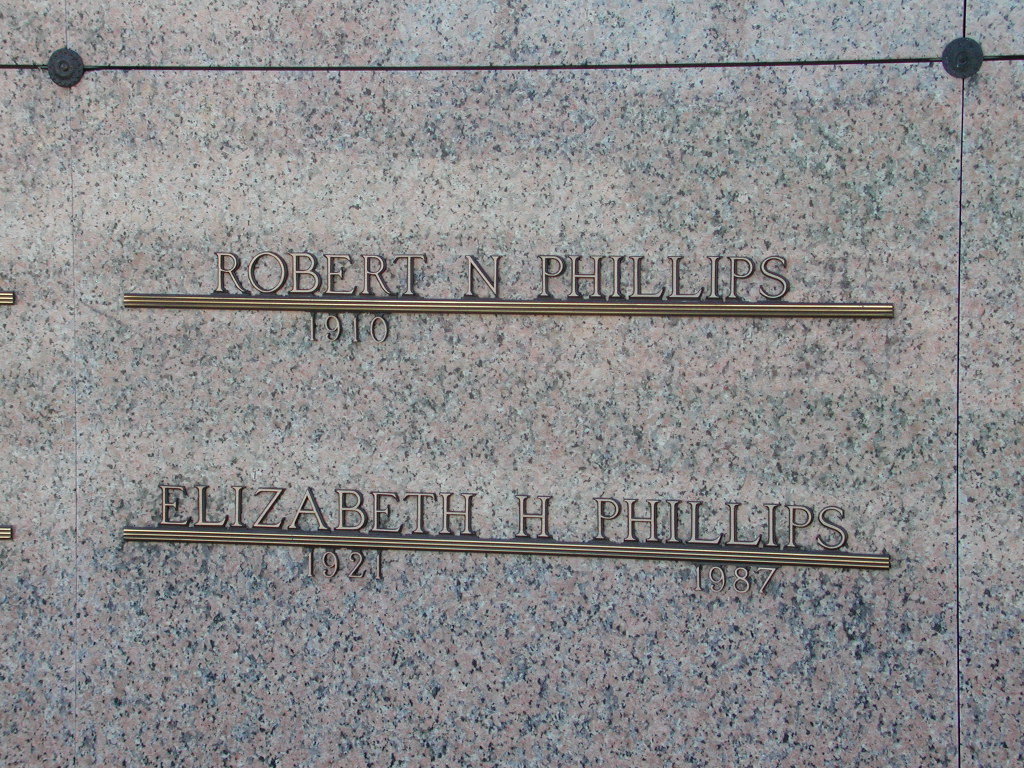 ROBERT N PHILLIPS
1910
ELIZABETH H PHILLIPS
1921 1987